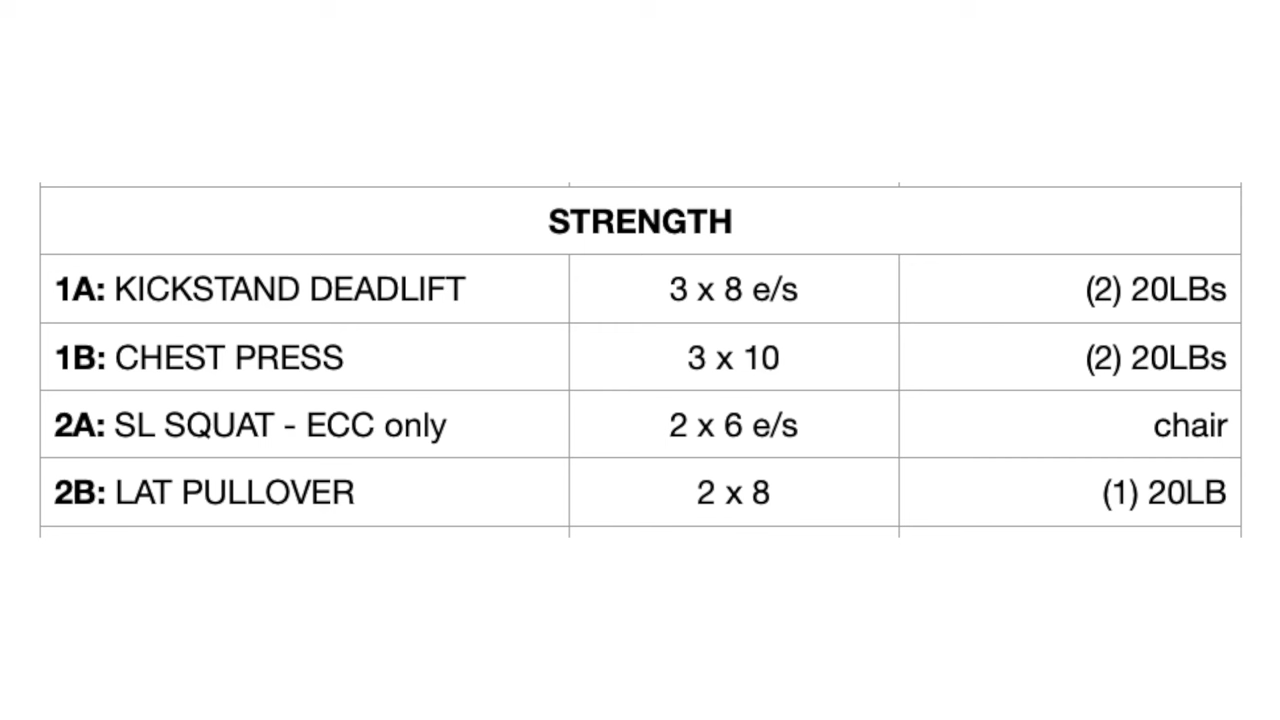 STRENGTH
1A: KICKSTAND DEADLIFT 3 x 8 e/s (2) 20LBs
1B: CHEST PRESS 3 x 10 (2) 20LBs
2A: SL SQUAT - ECC only 2 x 6 e/s chair
2B: LAT PULLOVER 2 x 8 (1) 20LB